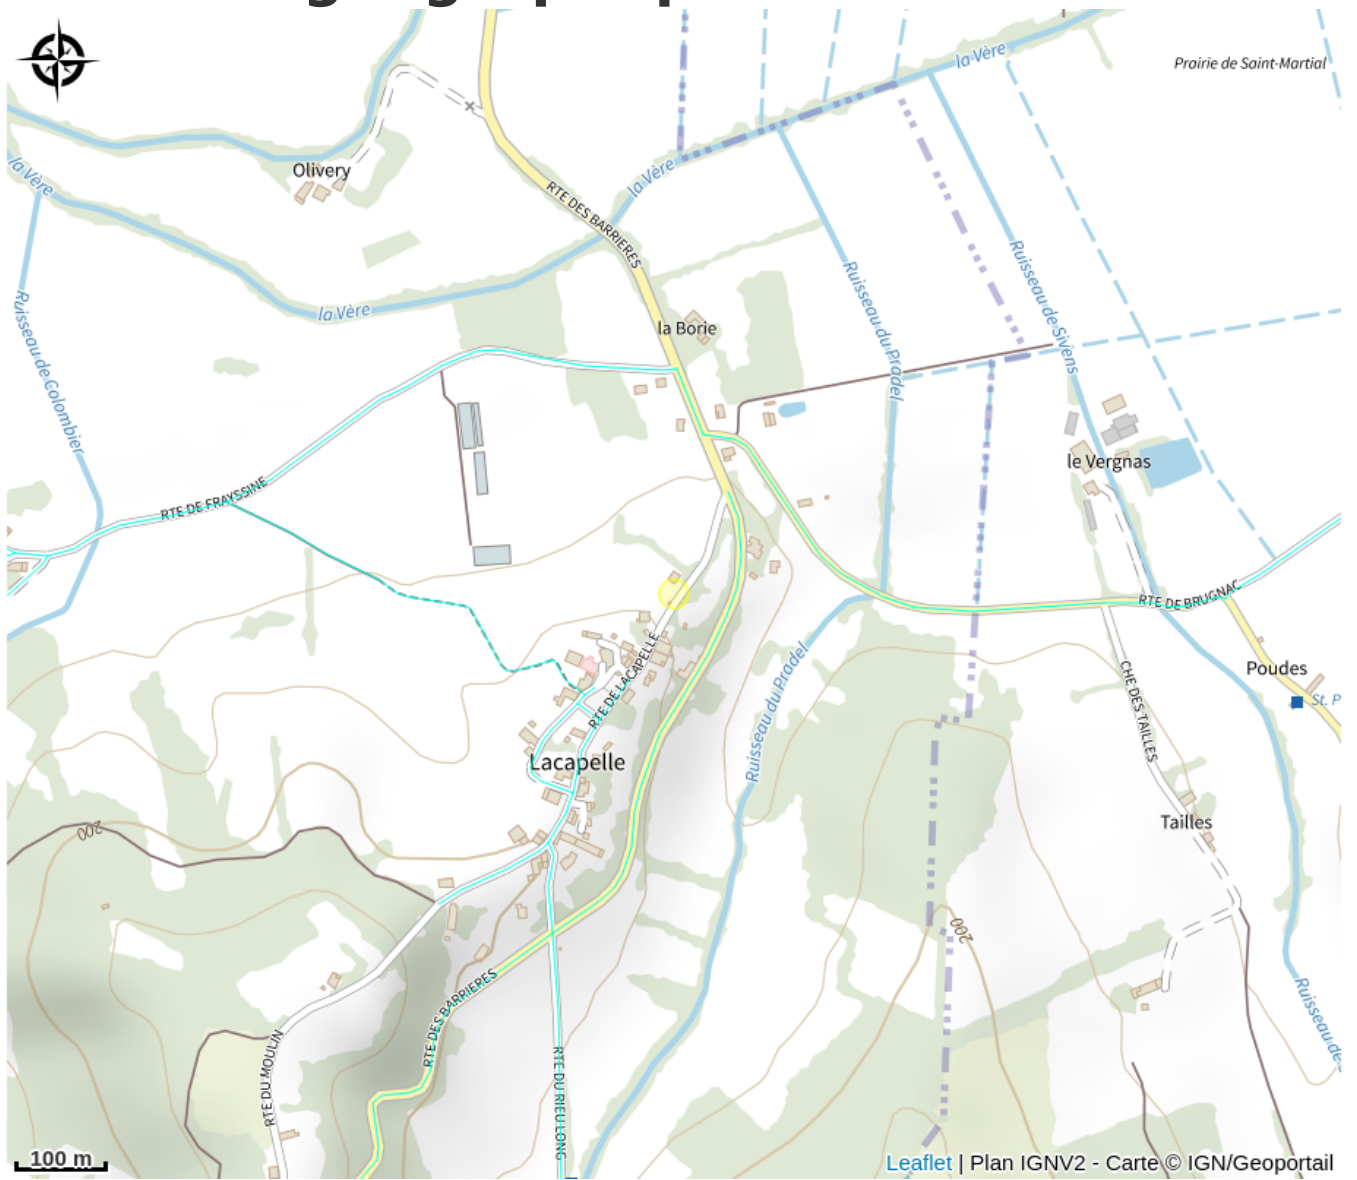 la Vère
Prairie de Saint-Martial
la Vère
Olivery
la Vère
RTE DES BARRIERES
la Vère
la Borie
Ruisseau de Colombier
Ruisseau du Pradel
Ruisseau de Sivens
le Vergnas
RTE DE FRAYSSINE
RTE DE BRUGNAC
RTE DE LACAPELLE
Ruisseau du Pradel
CHE DES TAILLES
Poudes
St. P
Lacapelle
Tailles
200
200
RTE DES BARRIERES
RTE DU MOULIN
RTE DU RIEU LONG
Ruisseau de
100 m
Leaflet | Plan IGNV2 - Carte © IGN/Geoportail